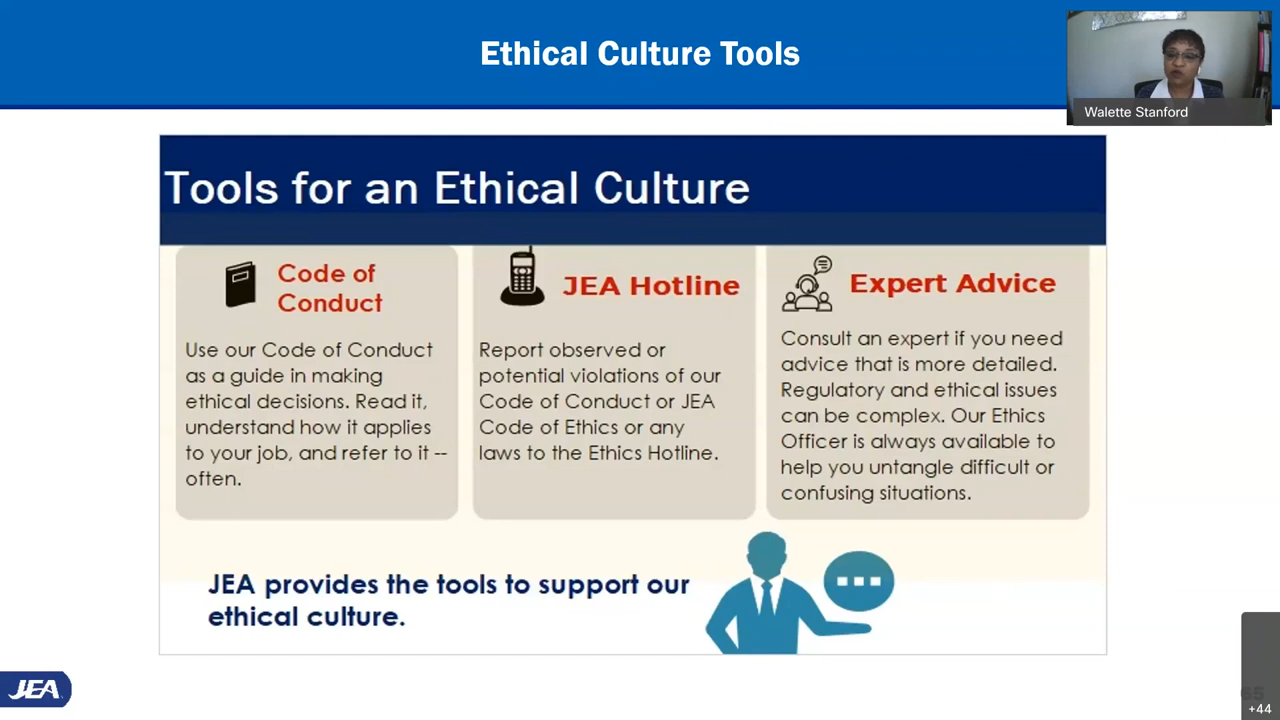 Ethical Culture Tools
Walette Stanford
Tools for an Ethical Culture
Code of
Conduct
Use our Code of Conduct
as a guide in making
ethical decisions. Read it,
understand how it applies
to your job, and refer to it --
often.
JEA Hotline
Report observed or
potential violations of our
Code of Conduct or JEA
Code of Ethics or any
laws to the Ethics Hotline.
Expert Advice
Consult an expert if you need
advice that is more detailed.
Regulatory and ethical issues
can be complex. Our Ethics
Officer is always available to
help you untangle difficult or
confusing situations.
JEA provides the tools to support our
ethical culture.
JEA
65
+44